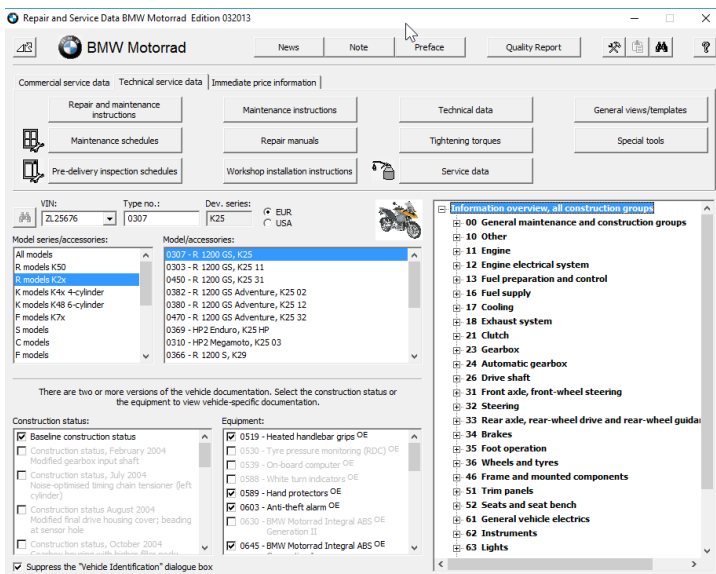 Repair and Service Data BMW Motorrad Edition 032013
BMW Motorrad
News
Note
Preface
Quality Report
Commercial service data
Technical service data
Immediate price information
Repair and maintenance
instructions
Maintenance instructions
Technical data
General views/templates
Maintenance schedules
Repair manuals
Tightening torques
Special tools
Pre-delivery inspection schedules
Workshop installation instructions
Service data
VIN:
Type no.:
Dev. series:
ZL25676
0307
K25
EUR
USA
Model series/accessories:
All models
R models K50
R models K2x
K models K4x 4-cylinder
K models K48 6-cylinder
F models K7x
S models
C models
F models
Model/accessories:
0307 - R 1200 GS, K25
0303 - R 1200 GS, K25 11
0450 - R 1200 GS, K25 31
0382 - R 1200 GS Adventure, K25 02
0380 - R 1200 GS Adventure, K25 12
0470 - R 1200 GS Adventure, K25 32
0369 - HP2 Enduro, K25 HP
0310 - HP2 Megamoto, K25 03
0366 - R 1200 S, K29
There are two or more versions of the vehicle documentation. Select the construction status or
the equipment to view vehicle-specific documentation.
Construction status:
Baseline construction status
Construction status, February 2004
Modified gearbox input shaft
Construction status, July 2004
Noise-optimised timing chain tensioner (left
cylinder)
Construction status August 2004
Modified final drive housing cover; beading
at sensor hole
Construction status, October 2004
Equipment:
0519 - Heated handlebar grips OE
0530 - Tyre pressure monitoring (RDC) OE
0539 - On-board computer OE
0588 - White turn indicators OE
0589 - Hand protectors OE
0603 - Anti-theft alarm OE
0630 - BMW Motorrad Integral ABS OE
Generation II
0645 - BMW Motorrad Integral ABS OE
Suppress the "Vehicle Identification" dialogue box
Information overview, all construction groups
00 General maintenance and construction groups
10 Other
11 Engine
12 Engine electrical system
13 Fuel preparation and control
16 Fuel supply
17 Cooling
18 Exhaust system
21 Clutch
23 Gearbox
24 Automatic gearbox
26 Drive shaft
31 Front axle, front-wheel steering
32 Steering
33 Rear axle, rear-wheel drive and rear-wheel guidan
34 Brakes
35 Foot operation
36 Wheels and tyres
46 Frame and mounted components
51 Trim panels
52 Seats and seat bench
61 General vehicle electrics
62 Instruments
63 Lights